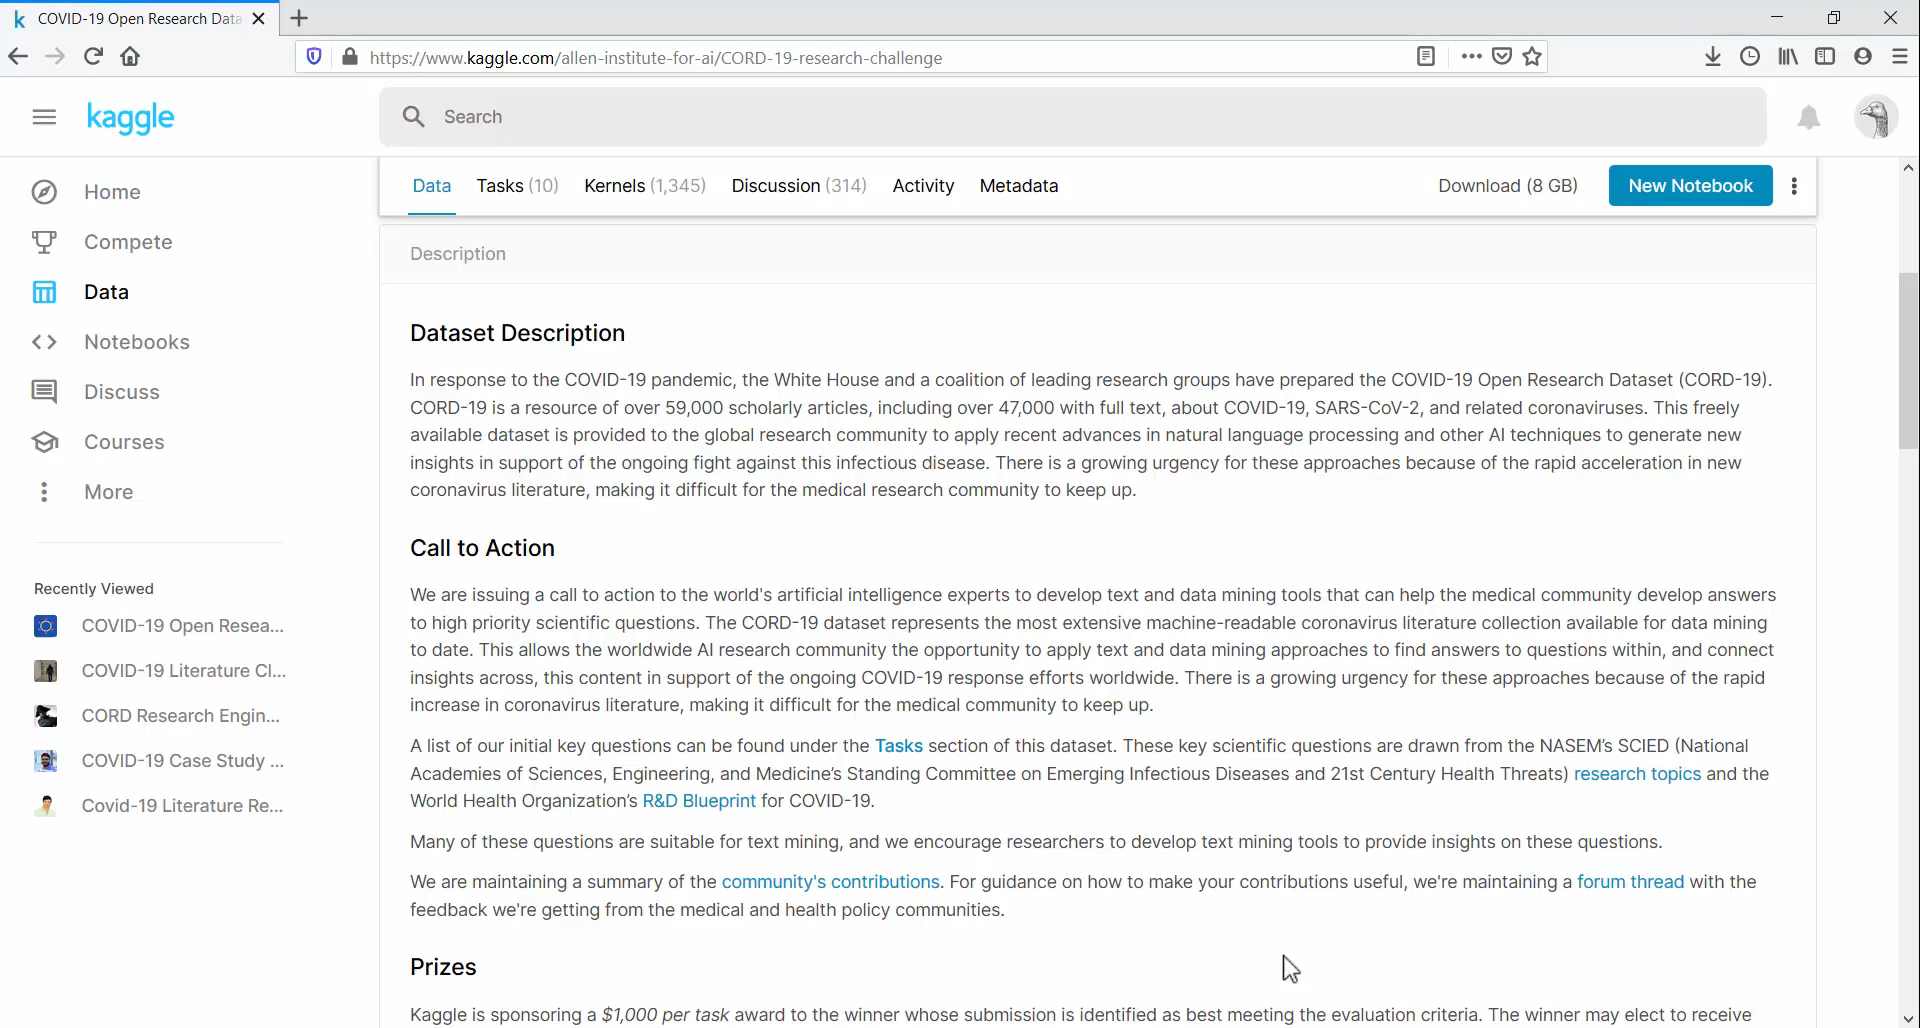 COVID-19 Open Research Data
https://www.kaggle.com/allen-institute-for-ai/CORD-19-research-challenge
kaggle
Search
Home
Compete
Data
Notebooks
Discuss
Courses
More
Recently Viewed
COVID-19 Open Resea...
COVID-19 Literature Cl...
CORD Research Engin...
COVID-19 Case Study ...
Covid-19 Literature Re...
Data Tasks (10) Kernels (1,345) Discussion (314) Activity Metadata Download (8 GB) New Notebook
Description
Dataset Description
In response to the COVID-19 pandemic, the White House and a coalition of leading research groups have prepared the COVID-19 Open Research Dataset (CORD-19).
CORD-19 is a resource of over 59,000 scholarly articles, including over 47,000 with full text, about COVID-19, SARS-CoV-2, and related coronaviruses. This freely
available dataset is provided to the global research community to apply recent advances in natural language processing and other AI techniques to generate new
insights in support of the ongoing fight against this infectious disease. There is a growing urgency for these approaches because of the rapid acceleration in new
coronavirus literature, making it difficult for the medical research community to keep up.
Call to Action
We are issuing a call to action to the world's artificial intelligence experts to develop text and data mining tools that can help the medical community develop answers
to high priority scientific questions. The CORD-19 dataset represents the most extensive machine-readable coronavirus literature collection available for data mining
to date. This allows the worldwide AI research community the opportunity to apply text and data mining approaches to find answers to questions within, and connect
insights across, this content in support of the ongoing COVID-19 response efforts worldwide. There is a growing urgency for these approaches because of the rapid
increase in coronavirus literature, making it difficult for the medical community to keep up.
A list of our initial key questions can be found under the Tasks section of this dataset. These key scientific questions are drawn from the NASEM's SCIED (National
Academies of Sciences, Engineering, and Medicine's Standing Committee on Emerging Infectious Diseases and 21st Century Health Threats) research topics and the
World Health Organization's R&D Blueprint for COVID-19.
Many of these questions are suitable for text mining, and we encourage researchers to develop text mining tools to provide insights on these questions.
We are maintaining a summary of the community's contributions. For guidance on how to make your contributions useful, we're maintaining a forum thread with the
feedback we're getting from the medical and health policy communities.
Prizes
Kaggle is sponsoring a $1,000 per task award to the winner whose submission is identified as best meeting the evaluation criteria. The winner may elect to receive